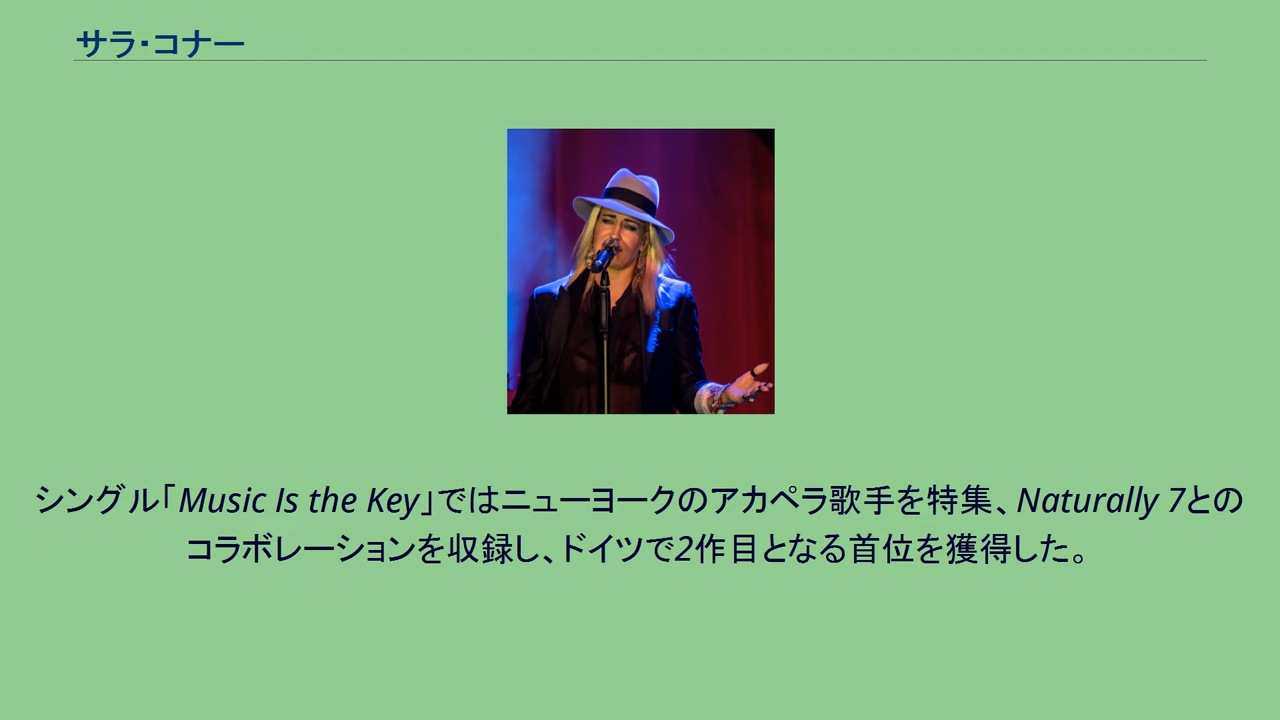 サラ・コナー
シングル「Music Is the Key」ではニューヨークのアカペラ歌手を特集、Naturally 7との
コラボレーションを収録し、ドイツで2作目となる首位を獲得した。